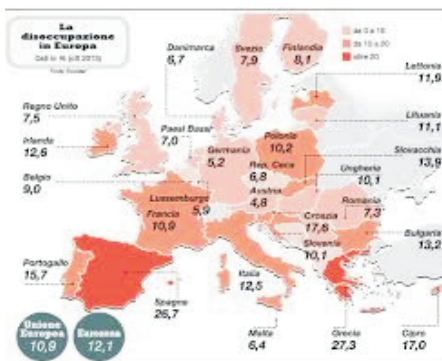 La
disoccupazione
in Europa
Dati in %
da 0 a 10
da 10 a 20
oltre 20
Danimarca
6,7
Svezia
7,9
Finlandia
8,1
Lettonia
11,9
Lituania
11,1
Slovacchia
13,9
Regno Unito
7,5
Irlanda
12,6
Belgio
9,0
Paesi Bassi
7,0
Germania
5,2
Polonia
10,2
Rep. Ceca
6,8
Austria
4,8
Ungheria
10,1
Romania
7,3
Bulgaria
13,2
Lussemburgo
5,9
Francia
10,9
Croazia
17,6
Slovenia
10,1
Portogallo
15,7
Spagna
26,7
Italia
12,5
Malta
6,4
Grecia
27,3
Cipro
17,0
Unione
Europea
10,9
Eurozona
12,1